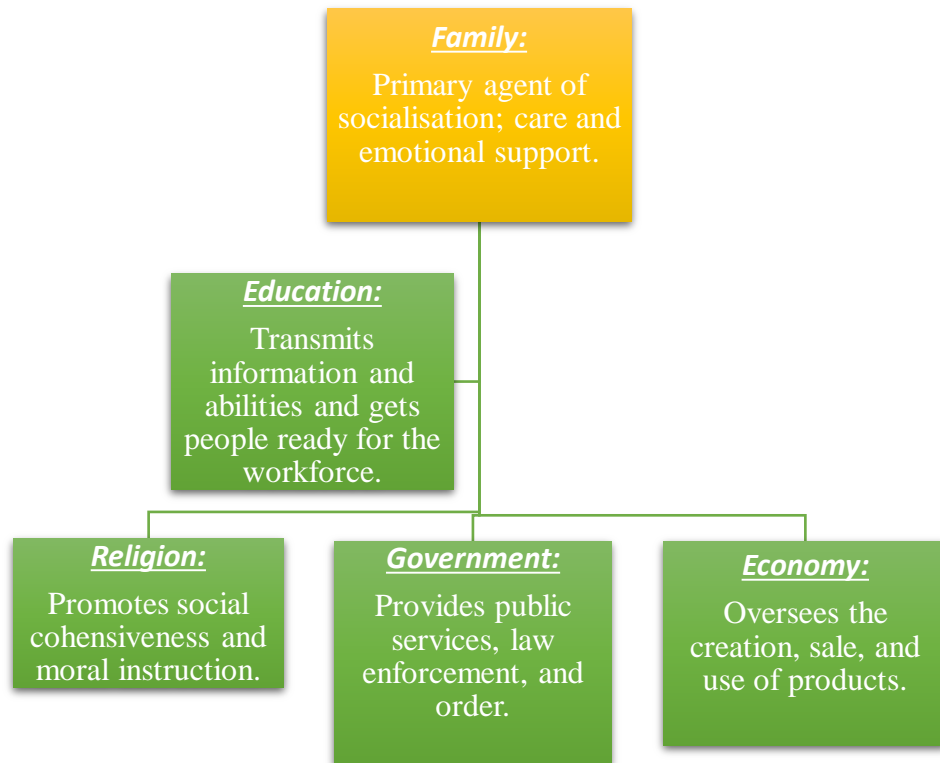 Family:
Primary agent of
socialisation; care and
emotional support.
Education:
Transmits
information and
abilities and gets
people ready for the
workforce.
Religion:
Promotes social
cohensiveness and
moral instruction.
Government:
Provides public
services, law
enforcement, and
order.
Economy:
Oversees the
creation, sale, and
use of products.